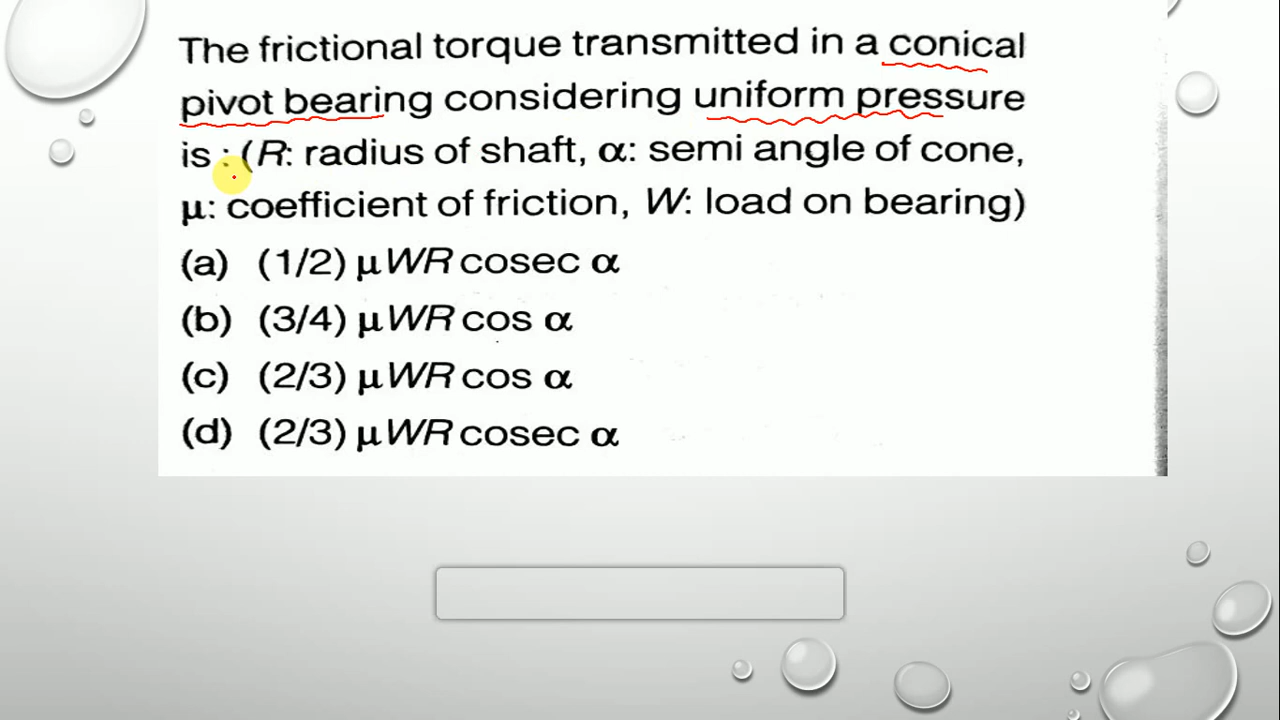 The frictional torque transmitted in a conical
pivot bearing considering uniform pressure
is : (R: radius of shaft, α: semi angle of cone,
μ: coefficient of friction, W: load on bearing)
(a) (1/2) μWR cosec α
(b) (3/4) μWR cos α
(c) (2/3) μWR cos α
(d) (2/3) μWR cosec α